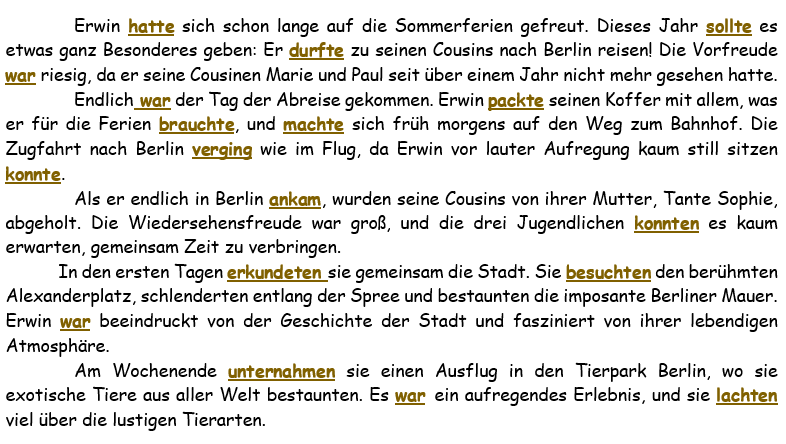 Erwin hatte sich schon lange auf die Sommerferien gefreut. Dieses Jahr sollte es
etwas ganz Besonderes geben: Er durfte zu seinen Cousins nach Berlin reisen! Die Vorfreude
war riesig, da er seine Cousinen Marie und Paul seit über einem Jahr nicht mehr gesehen hatte.
Endlich war der Tag der Abreise gekommen. Erwin packte seinen Koffer mit allem, was
er für die Ferien brauchte, und machte sich früh morgens auf den Weg zum Bahnhof. Die
Zugfahrt nach Berlin verging wie im Flug, da Erwin vor lauter Aufregung kaum still sitzen
konnte.
Als er endlich in Berlin ankam, wurden seine Cousins von ihrer Mutter, Tante Sophie,
abgeholt. Die Wiedersehensfreude war groß, und die drei Jugendlichen konnten es kaum
erwarten, gemeinsam Zeit zu verbringen.
In den ersten Tagen erkundeten sie gemeinsam die Stadt. Sie besuchten den berühmten
Alexanderplatz, schlenderten entlang der Spree und bestaunten die imposante Berliner Mauer.
Erwin war beeindruckt von der Geschichte der Stadt und fasziniert von ihrer lebendigen
Atmosphäre.
Am Wochenende unternahmen sie einen Ausflug in den Tierpark Berlin, wo sie
exotische Tiere aus aller Welt bestaunten. Es war ein aufregendes Erlebnis, und sie lachten
viel über die lustigen Tierarten.